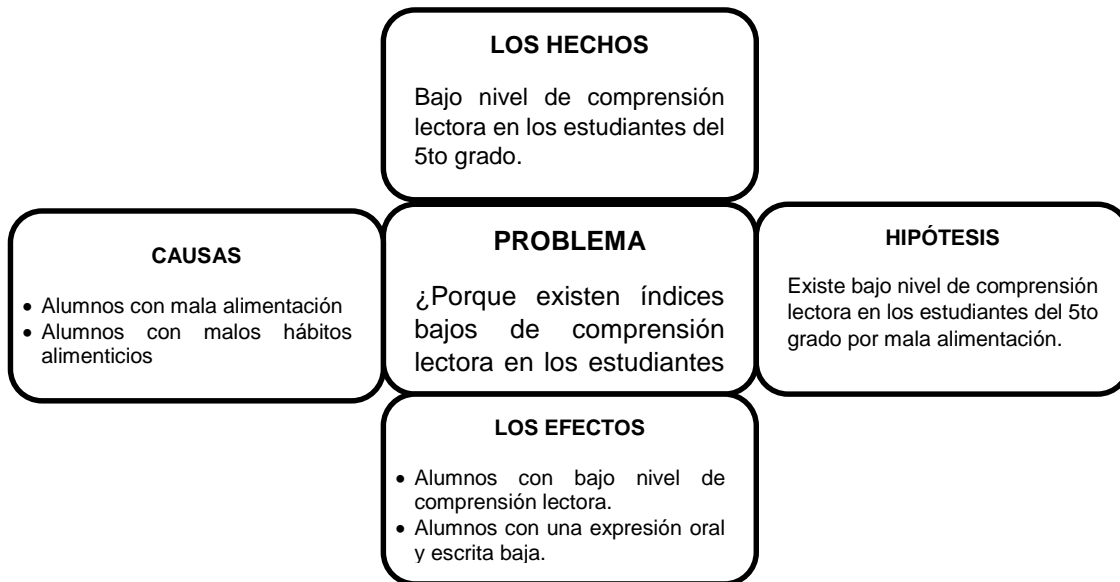 LOS HECHOS
Bajo nivel de comprensión
lectora en los estudiantes del
5to grado.
CAUSAS
• Alumnos con mala alimentación
• Alumnos con malos hábitos
alimenticios
PROBLEMA
¿Porque existen índices
bajos de comprensión
lectora en los estudiantes
HIPÓTESIS
Existe bajo nivel de comprensión
lectora en los estudiantes del 5to
grado por mala alimentación.
LOS EFECTOS
• Alumnos con bajo nivel de
comprensión lectora.
• Alumnos con una expresión oral
y escrita baja.